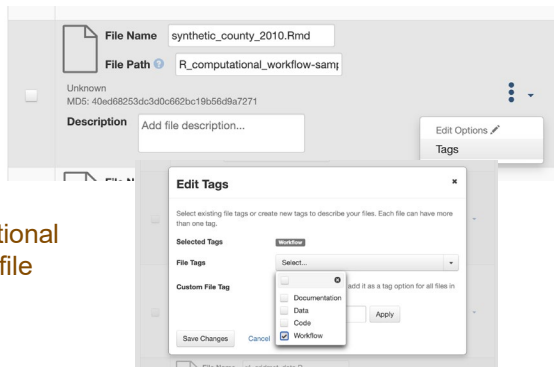 File Name synthetic_county_2010.Rmd
File Path R_computational_workflow-samp
Unknown
MD5: 40ed68253dc3d0c662bc19b56d9a7271
Description Add file description...
Edit Options
Tags
Edit Tags
Select existing file tags or create new tags to describe your files. Each file can have more
than one tag.
Selected Tags Workflow
File Tags Select...
Custom File Tag add it as a tag option for all files in
Documentation
Data
Code
Workflow
Apply
Save Changes Cancel
tional
file
File Name